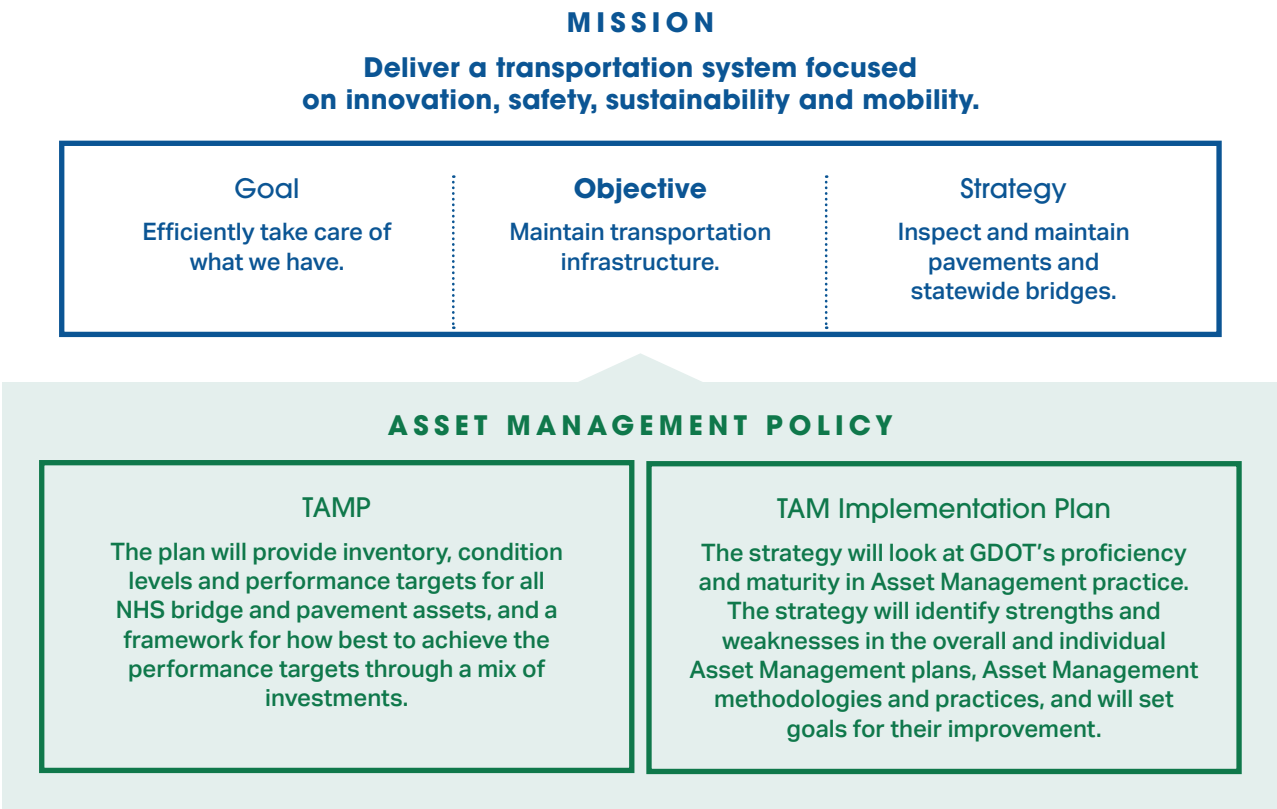 MISSION
Deliver a transportation system focused
on innovation, safety, sustainability and mobility.
Goal
Efficiently take care of
what we have.
Objective
Maintain transportation
infrastructure.
Strategy
Inspect and maintain
pavements and
statewide bridges.
ASSET MANAGEMENT POLICY
TAMP
The plan will provide inventory, condition
levels and performance targets for all
NHS bridge and pavement assets, and a
framework for how best to achieve the
performance targets through a mix of
investments.
TAM Implementation Plan
The strategy will look at GDOT’s proficiency
and maturity in Asset Management practice.
The strategy will identify strengths and
weaknesses in the overall and individual
Asset Management plans, Asset Management
methodologies and practices, and will set
goals for their improvement.